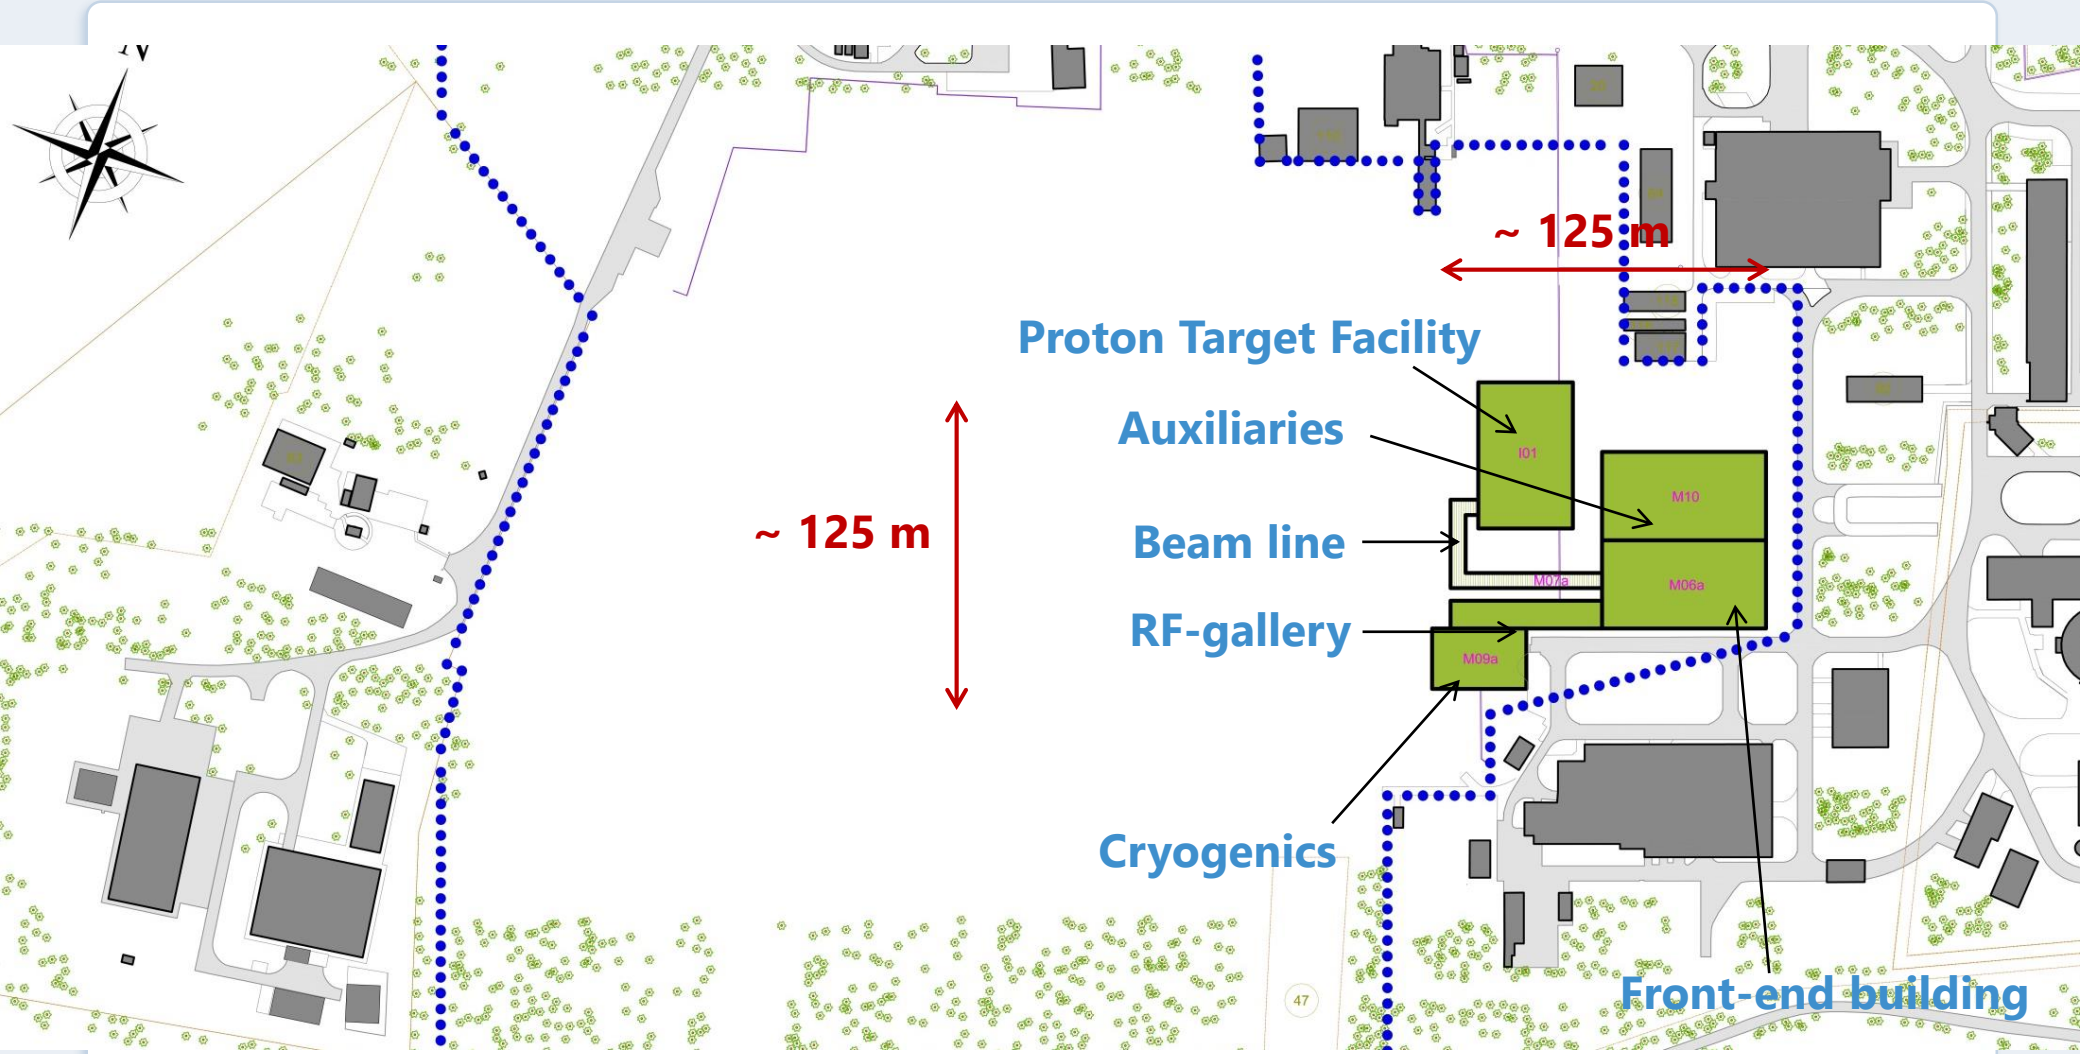 N
~ 125 m
Proton Target Facility
I01
Auxiliaries
M10
~ 125 m
Beam line
M07a
M06a
RF-gallery
M09a
Cryogenics
Front-end building
47